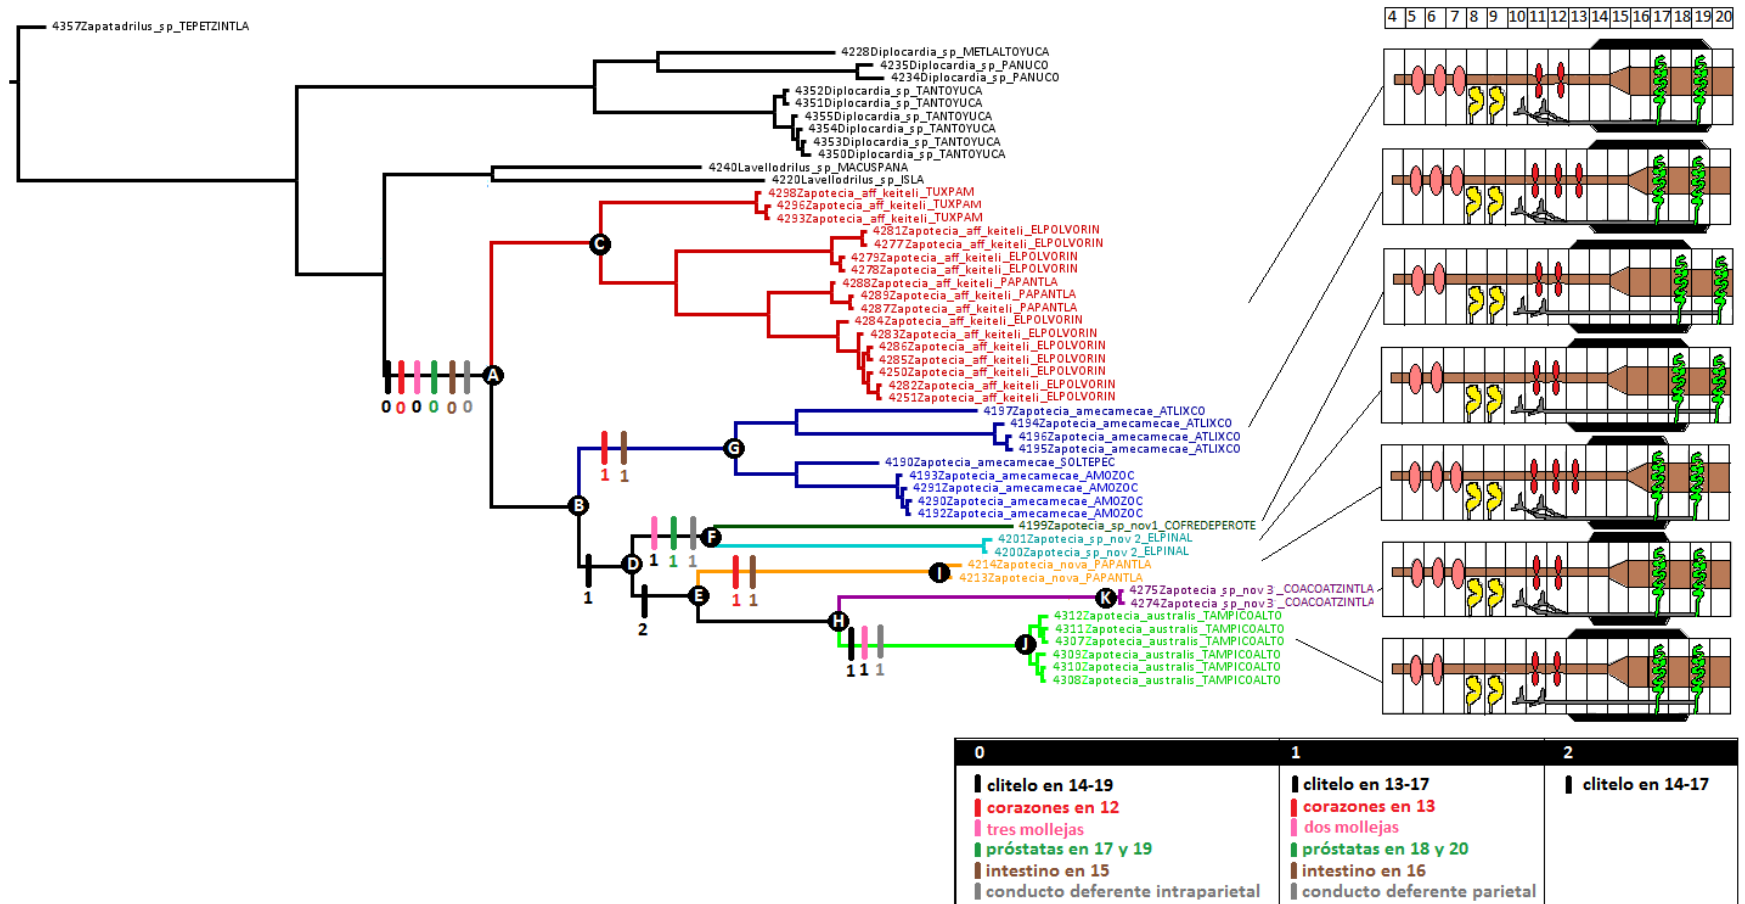 4357Zapatadrilus_sp_TEPETZINTLA
4 5 6 7 8 9 10 11 12 13 14 15 16 17 18 19 20
4228Diplocardia_sp_METLALTOYUCA
4235Diplocardia_sp_PANUCO
4234Diplocardia_sp_PANUCO
4352Diplocardia_sp_TANTOYUCA
4351Diplocardia_sp_TANTOYUCA
4355Diplocardia_sp_TANTOYUCA
4354Diplocardia_sp_TANTOYUCA
4353Diplocardia_sp_TANTOYUCA
4350Diplocardia_sp_TANTOYUCA
4240Lavellodrilus_sp_MACUSPANA
4220Lavellodrilus_sp_ISLA
4298Zapotecia_aff_keiteli_TUXPAM
4296Zapotecia_aff_keiteli_TUXPAM
4293Zapotecia_aff_keiteli_TUXPAM
4281Zapotecia_aff_keiteli_ELPOLVORIN
4277Zapotecia_aff_keiteli_ELPOLVORIN
C
4279Zapotecia_aff_keiteli_ELPOLVORIN
4278Zapotecia_aff_keiteli_ELPOLVORIN
4288Zapotecia_aff_keiteli_PAPANTLA
4289Zapotecia_aff_keiteli_PAPANTLA
4287Zapotecia_aff_keiteli_PAPANTLA
4284Zapotecia_aff_keiteli_ELPOLVORIN
4283Zapotecia_aff_keiteli_ELPOLVORIN
4286Zapotecia_aff_keiteli_ELPOLVORIN
4285Zapotecia_aff_keiteli_ELPOLVORIN
4250Zapotecia_aff_keiteli_ELPOLVORIN
A
4282Zapotecia_aff_keiteli_ELPOLVORIN
4251Zapotecia_aff_keiteli_ELPOLVORIN
0 0 0 0 0 0
4197Zapotecia_amecamecae_ATLIXCO
4194Zapotecia_amecamecae_ATLIXCO
4196Zapotecia_amecamecae_ATLIXCO
4195Zapotecia_amecamecae_ATLIXCO
G
4190Zapotecia_amecamecae_SOLTEPEC
1 1
4193Zapotecia_amecamecae_AMOZOC
4291Zapotecia_amecamecae_AMOZOC
4290Zapotecia_amecamecae_AMOZOC
B
4192Zapotecia_amecamecae_AMOZOC
4199Zapotecia_sp_nov1_COFREDEPEROTE
F
4201Zapotecia_sp_nov 2_ELPINAL
4200Zapotecia_sp_nov 2_ELPINAL
1 1 1
D
4214Zapotecia_nova_PAPANTLA
I
4213Zapotecia_nova_PAPANTLA
1
E
1 1
K
4275Zapotecia_sp_nov 3_COACOATZINTLA
4274Zapotecia_sp_nov 3_COACOATZINTLA
2
H
4312Zapotecia_australis_TAMPICOALTO
4311Zapotecia_australis_TAMPICOALTO
4307Zapotecia_australis_TAMPICOALTO
J
4309Zapotecia_australis_TAMPICOALTO
4310Zapotecia_australis_TAMPICOALTO
1 1 1
4308Zapotecia_australis_TAMPICOALTO
0 1 2
clitelo en 14-19 clitelo en 13-17 clitelo en 14-17
corazones en 12 corazones en 13
tres mollejas dos mollejas
próstatas en 17 y 19 próstatas en 18 y 20
intestino en 15 intestino en 16
conducto deferente intraparietal conducto deferente parietal